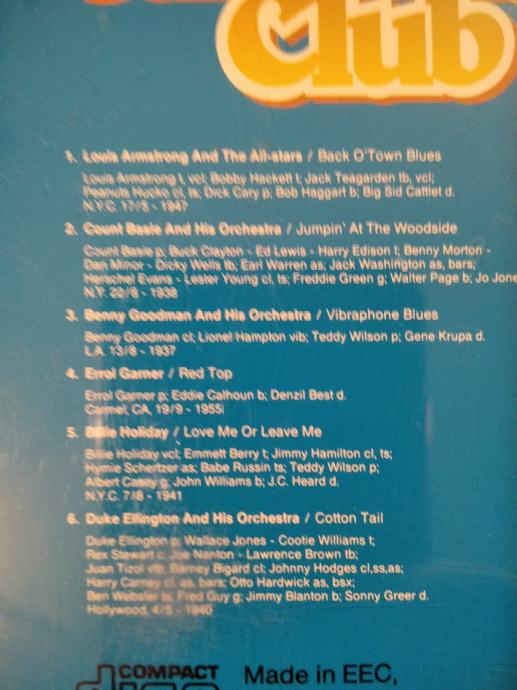 Club
1. Louis Armstrong And The All-stars / Back O'Town Blues
Louis Armstrong t, vcl; Bobby Hackett t; Jack Teagarden tb, vcl;
Peanuts Hucko cl, ts; Dick Cary p; Bob Haggart b; Big Sid Cattlet d.
N.Y.C. 17/5 - 1947
2. Count Basie And His Orchestra / Jumpin' At The Woodside
Count Basie p; Buck Clayton - Ed Lewis - Harry Edison t; Benny Morton -
Dan Minor - Dicky Wells tb; Earl Warren as; Jack Washington as, bars;
Herschel Evans - Lester Young cl, ts; Freddie Green g; Walter Page b; Jo Jone
N.Y. 22/8 - 1938
3. Benny Goodman And His Orchestra / Vibraphone Blues
Benny Goodman cl; Lionel Hampton vib; Teddy Wilson p; Gene Krupa d.
L.A. 13/8 - 1937
4. Errol Garner / Red Top
Errol Garner p; Eddie Calhoun b; Denzil Best d.
Carmel, CA, 19/9 - 1955
5. Billie Holiday / Love Me Or Leave Me
Billie Holiday vcl; Emmett Berry t; Jimmy Hamilton cl, ts;
Hymie Schertzer as; Babe Russin ts; Teddy Wilson p;
Albert Casey g; John Williams b; J.C. Heard d.
N.Y.C. 7/8 - 1941
6. Duke Ellington And His Orchestra / Cotton Tail
Duke Ellington p; Wallace Jones - Cootie Williams t;
Rex Stewart c; Joe Nanton - Lawrence Brown tb;
Juan Tizol vtb; Barney Bigard cl; Johnny Hodges cl,ss,as;
Harry Carney cl, as, bars; Otto Hardwick as, bsx;
Ben Webster ts, Fred Guy g; Jimmy Blanton b; Sonny Greer d.
Hollywood, 4/5 - 1940
COMPACT
disc
Made in EEC,